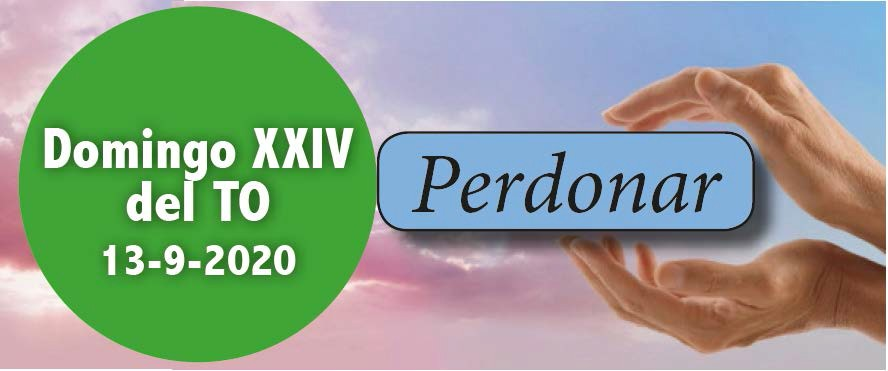 Domingo XXIV
del TO
13-9-2020
Perdonar